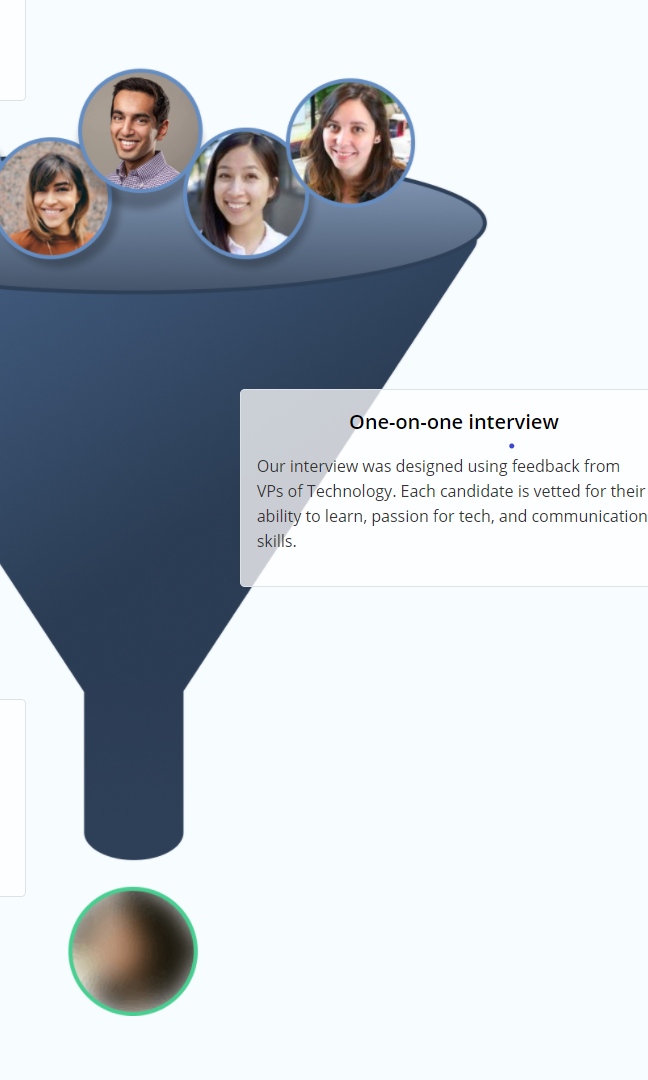 One-on-one interview
Our interview was designed using feedback from
VPs of Technology. Each candidate is vetted for their
ability to learn, passion for tech, and communication
skills.